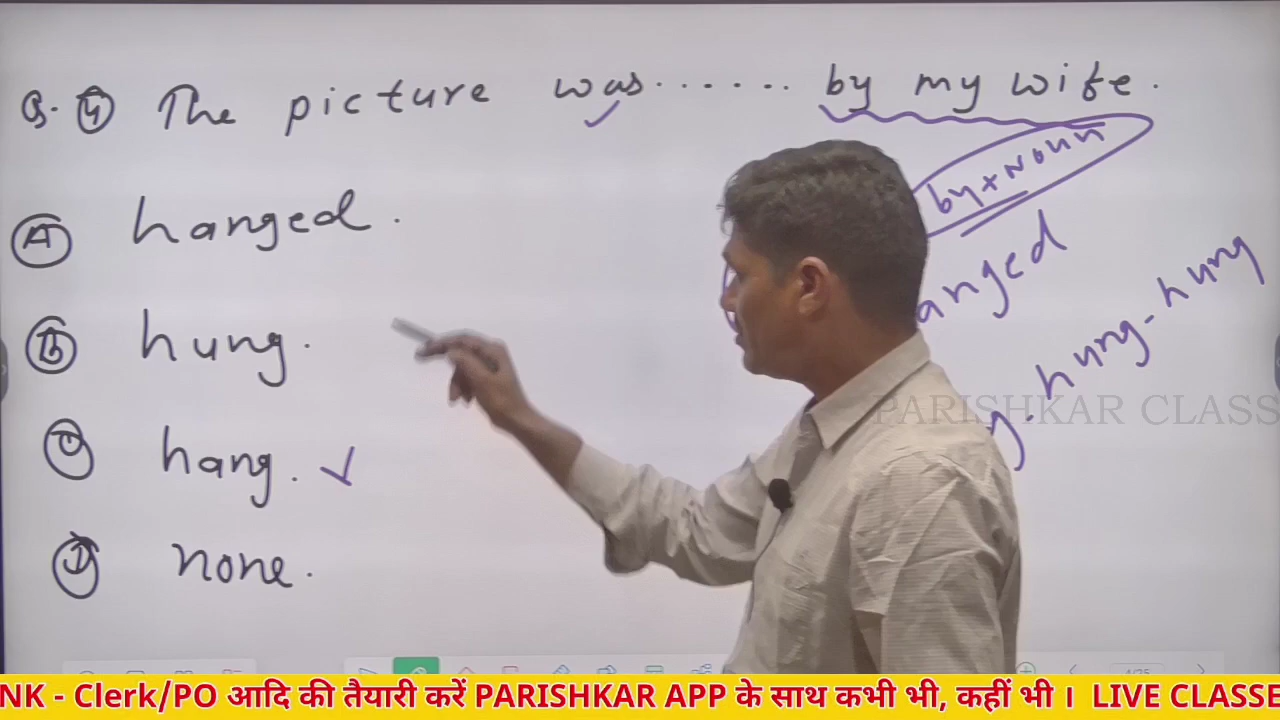 Q. 4 The picture was...... by my wife.
by + Noun
A hanged.
anged
B hung.
g. hung - hung
C hang.
D none.
PARISHKAR CLASS
NK - Clerk/PO आदि की तैयारी करें PARISHKAR APP के साथ कभी भी, कहीं भी । LIVE CLASSE